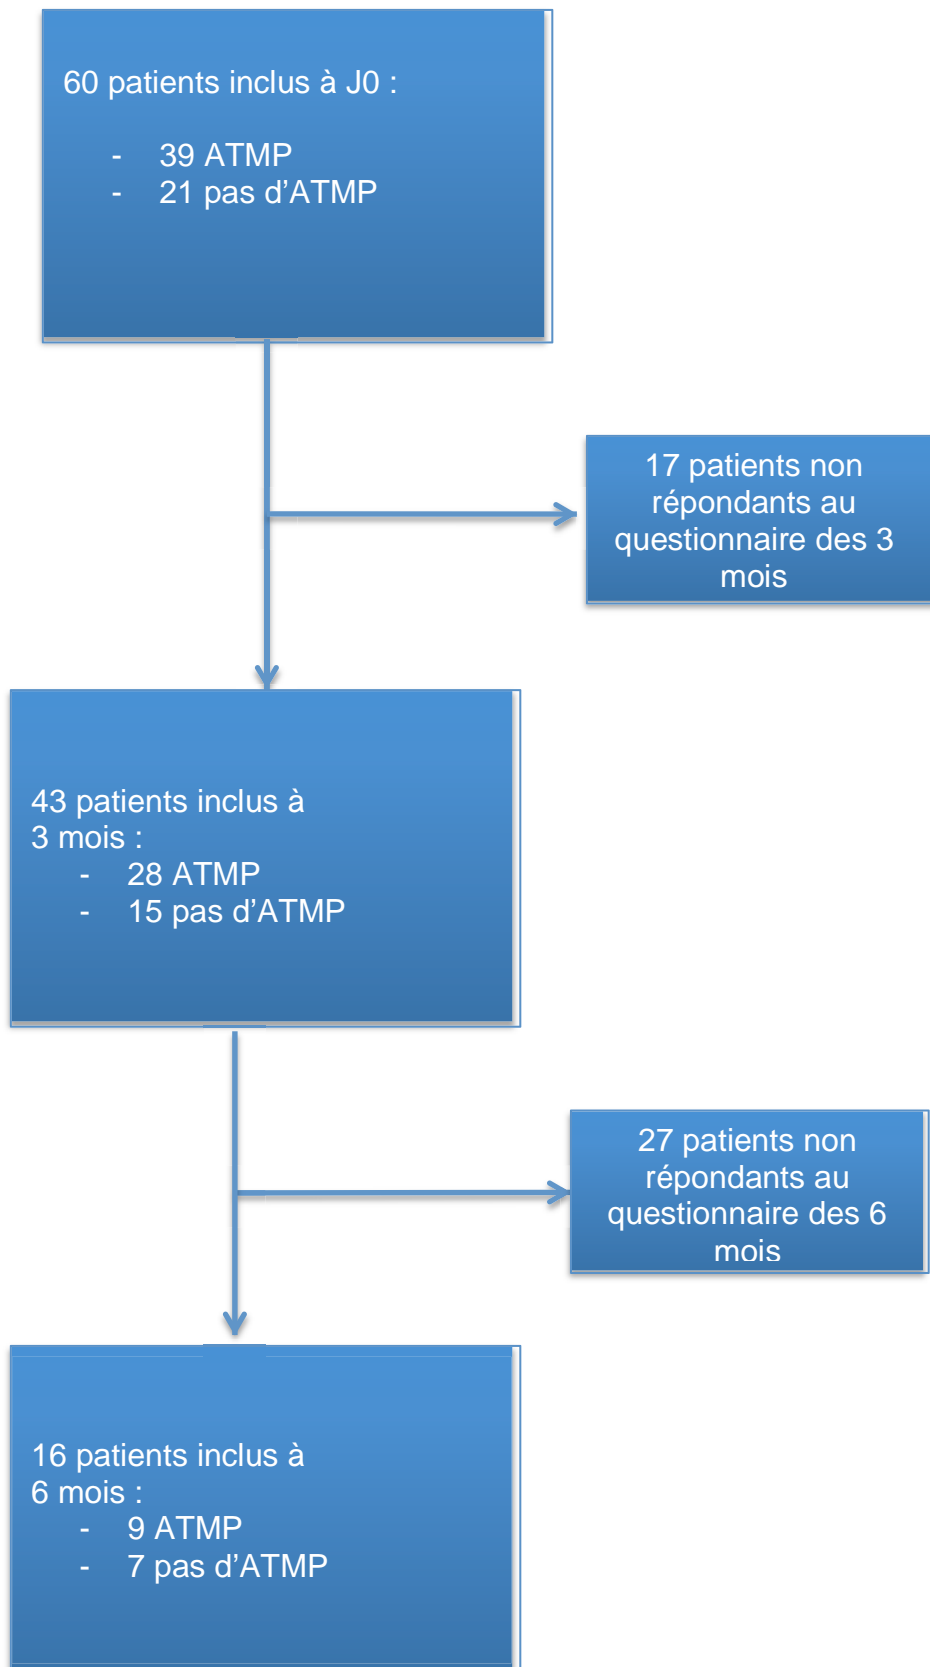 60 patients inclus à J0 :
- 39 ATMP
- 21 pas d’ATMP
17 patients non
répondants au
questionnaire des 3
mois
43 patients inclus à
3 mois :
- 28 ATMP
- 15 pas d’ATMP
27 patients non
répondants au
questionnaire des 6
mois
16 patients inclus à
6 mois :
- 9 ATMP
- 7 pas d’ATMP